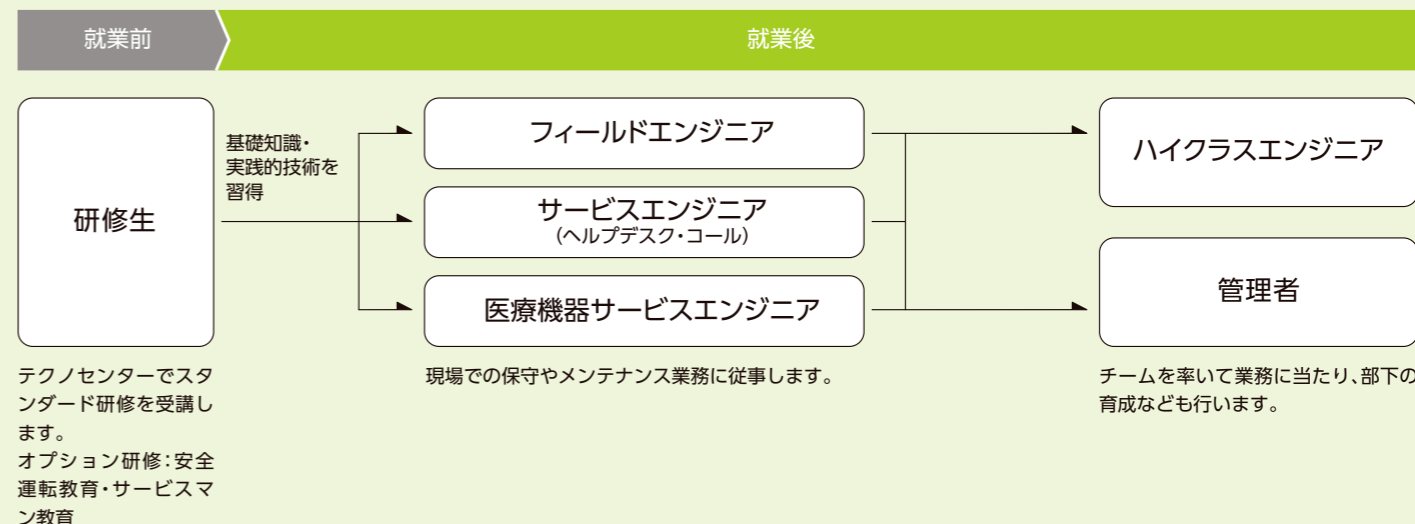 就業前
就業後
研修生
基礎知識・
実践的技術を
習得
フィールドエンジニア
サービスエンジニア
(ヘルプデスク・コール)
医療機器サービスエンジニア
ハイクラスエンジニア
管理者
テクノセンターでスタ
ンダード研修を受講し
ます。
オプション研修:安全
運転教育・サービスマ
ン教育
現場での保守やメンテナンス業務に従事します。
チームを率いて業務に当たり、部下の
育成なども行います。